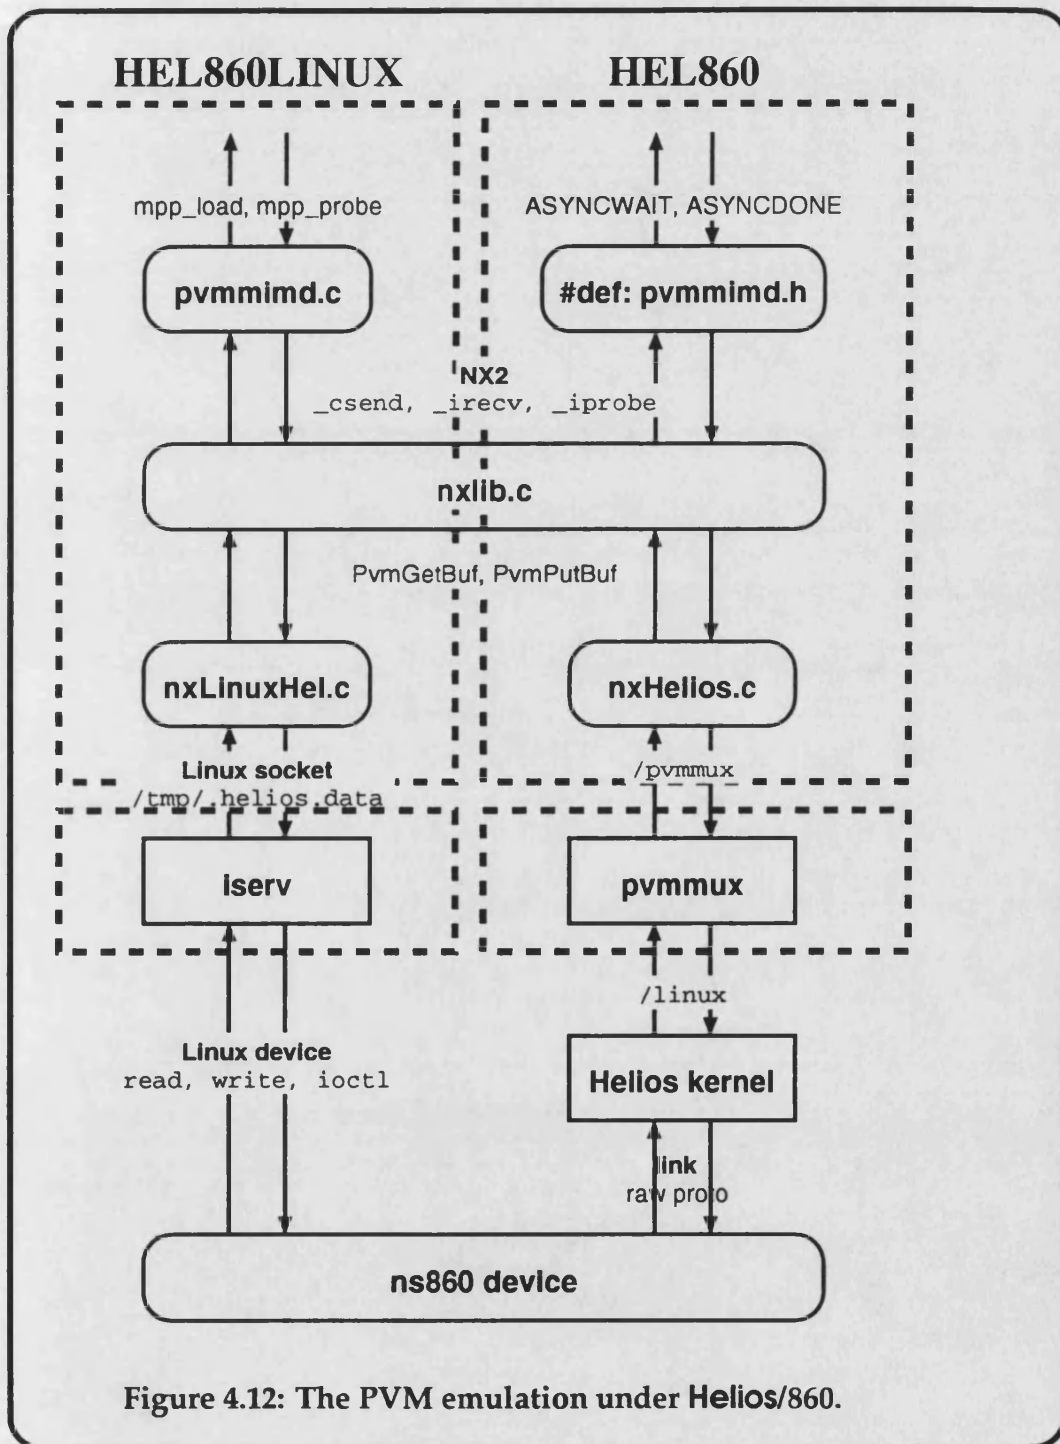 HEL860LINUX HEL860
mpp_load, mpp_probe ASYNCWAIT, ASYNCDONE
pvmmimd.c #def: pvmmimd.h
NX2
_csend, _irecv, _iprobe
nxlib.c
PvmGetBuf, PvmPutBuf
nxLinuxHel.c nxHelios.c
Linux socket /pvmmux
/tmp/.helios.data
iserv pvmmux
/linux
Linux device
read, write, ioctl Helios kernel
link
raw proto
ns860 device
Figure 4.12: The PVM emulation under Helios/860.